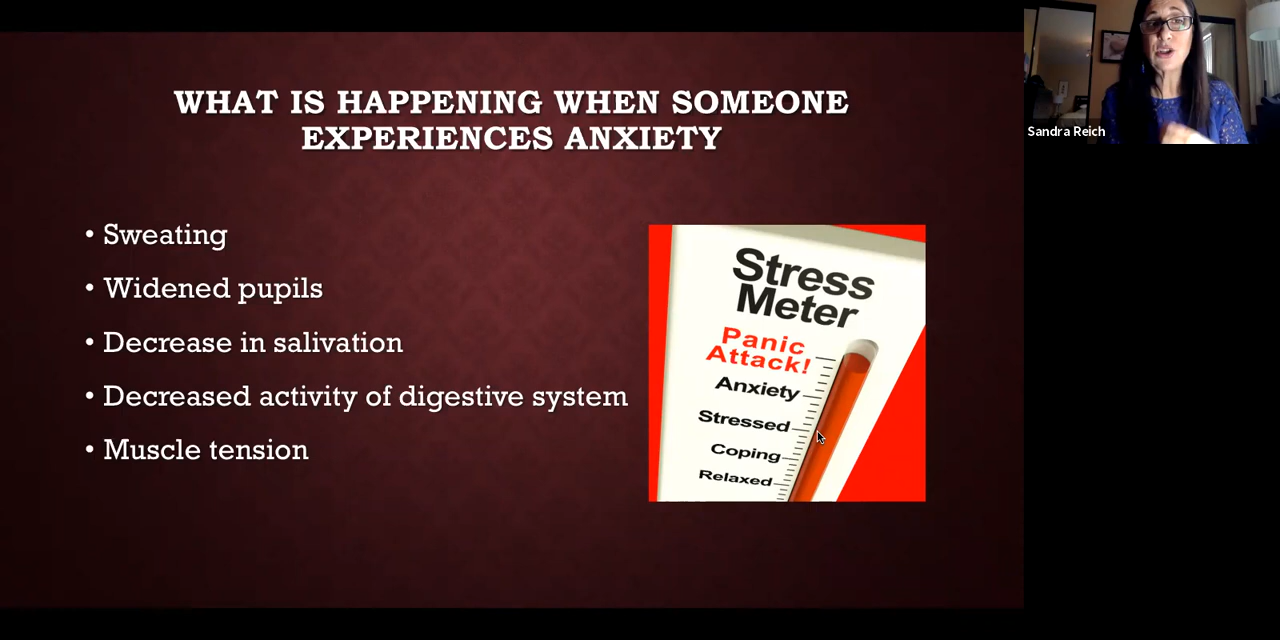 WHAT IS HAPPENING WHEN SOMEONE
EXPERIENCES ANXIETY
• Sweating
• Widened pupils
• Decrease in salivation
• Decreased activity of digestive system
• Muscle tension
Stress
Meter
Panic
Attack!
Anxiety
Stressed
Coping
Relaxed
Sandra Reich